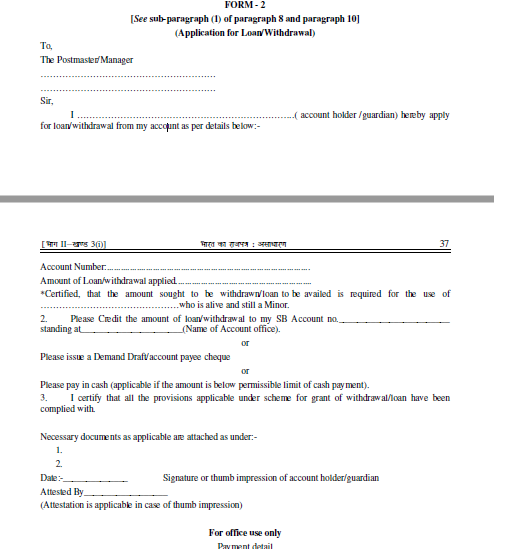 FORM - 2
[See sub-paragraph (1) of paragraph 8 and paragraph 10]
(Application for Loan/Withdrawal)
To,
The Postmaster/Manager
…………………………………………………
…………………………………………………
Sir,
I ……………………………………………………………..( account holder /guardian) hereby apply
for loan/withdrawal from my account as per details below:-
[भाग II—खण्ड 3(i)] भारत का राजपत्र : असाधारण 37
Account Number:..............................................................................
Amount of Loan/withdrawal applied....................................................
*Certified, that the amount sought to be withdrawn/loan to be availed is required for the use of
………………………………………who is alive and still a Minor.
2. Please Credit the amount of loan/withdrawal to my SB Account no.________________________
standing at______________________(Name of Account office).
or
Please issue a Demand Draft/account payee cheque
or
Please pay in cash (applicable if the amount is below permissible limit of cash payment).
3. I certify that all the provisions applicable under scheme for grant of withdrawal/loan have been
complied with.
Necessary documents as applicable are attached as under:-
1.
2.
Date:-______________ Signature or thumb impression of account holder/guardian
Attested By__________________
(Attestation is applicable in case of thumb impression)
For office use only
Payment detail